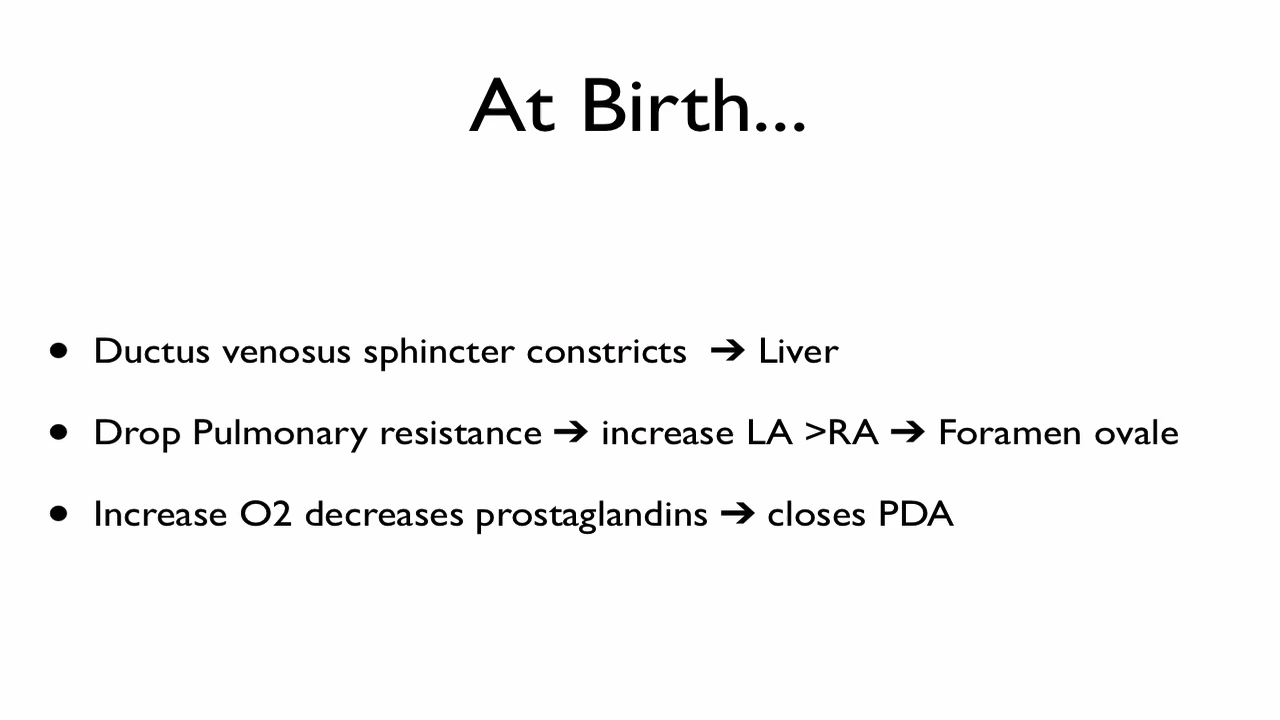 At Birth...
• Ductus venosus sphincter constricts ➔ Liver
• Drop Pulmonary resistance ➔ increase LA >RA ➔ Foramen ovale
• Increase O2 decreases prostaglandins ➔ closes PDA